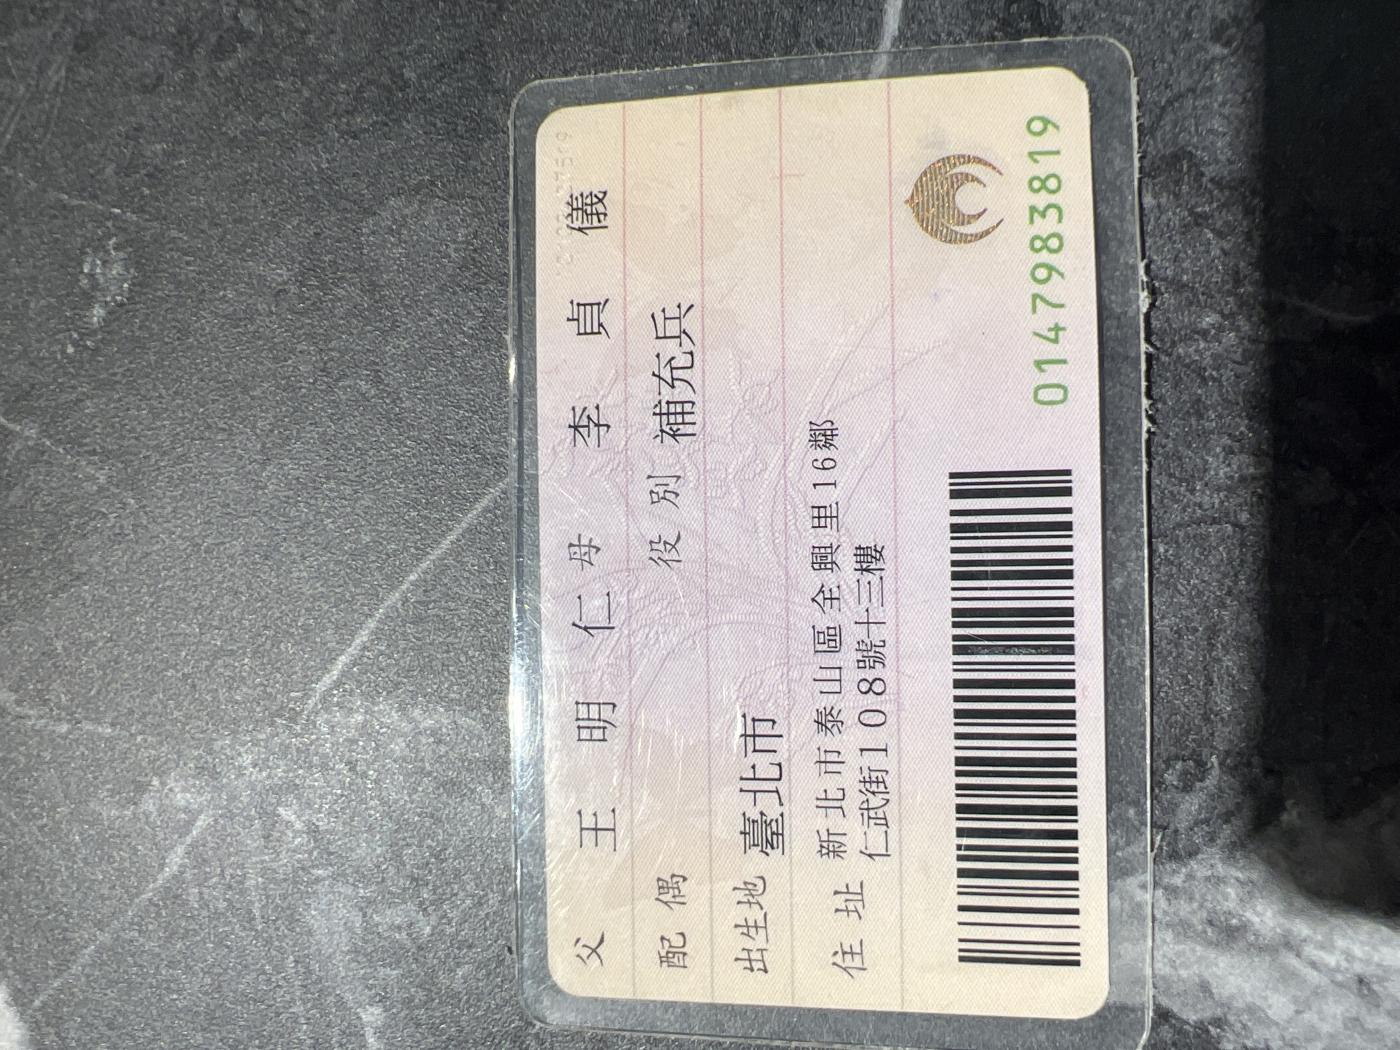 父 王明仁 母 李貞儀
配偶 役別 補充兵
出生地 臺北市
住址 新北市泰山區全興里16鄰
仁武街108號十三樓
0147983819